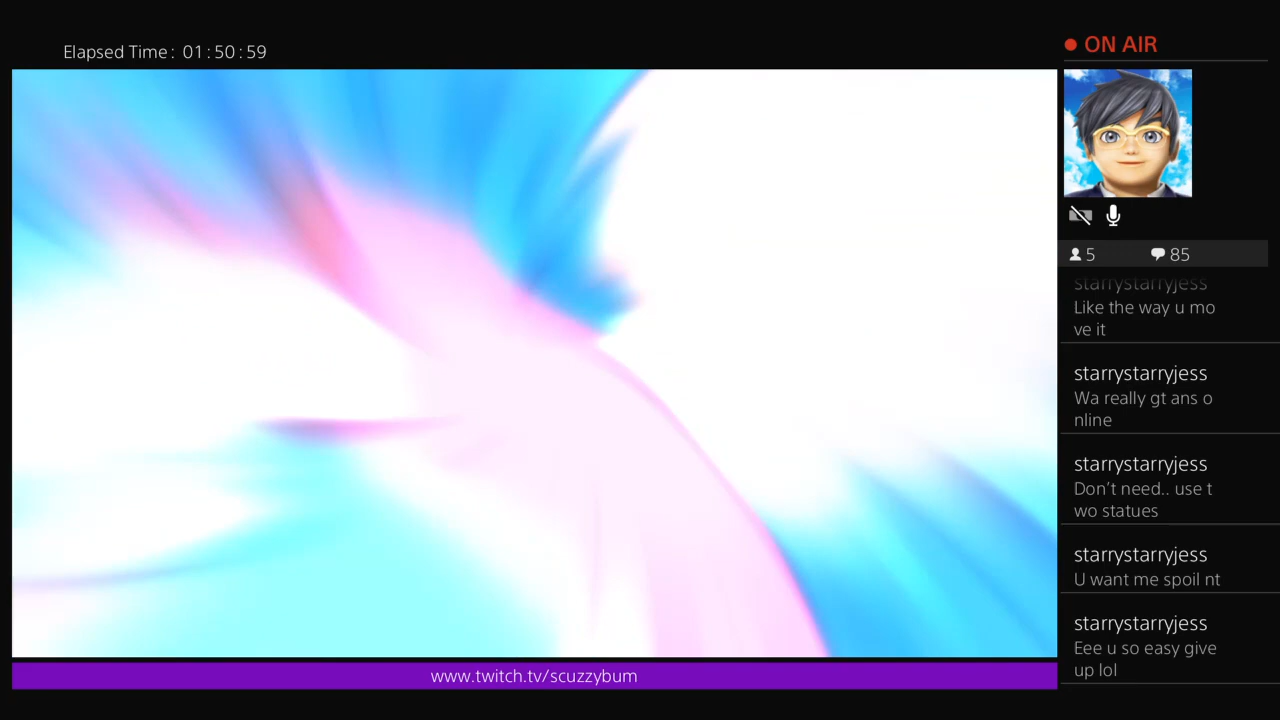 Elapsed Time: 01:50:59
ON AIR
5 85
starrystarryjess
Like the way u mo
ve it
starrystarryjess
Wa really gt ans o
nline
starrystarryjess
Don't need.. use t
wo statues
starrystarryjess
U want me spoil nt
starrystarryjess
Eee u so easy give
up lol
www.twitch.tv/scuzzybum